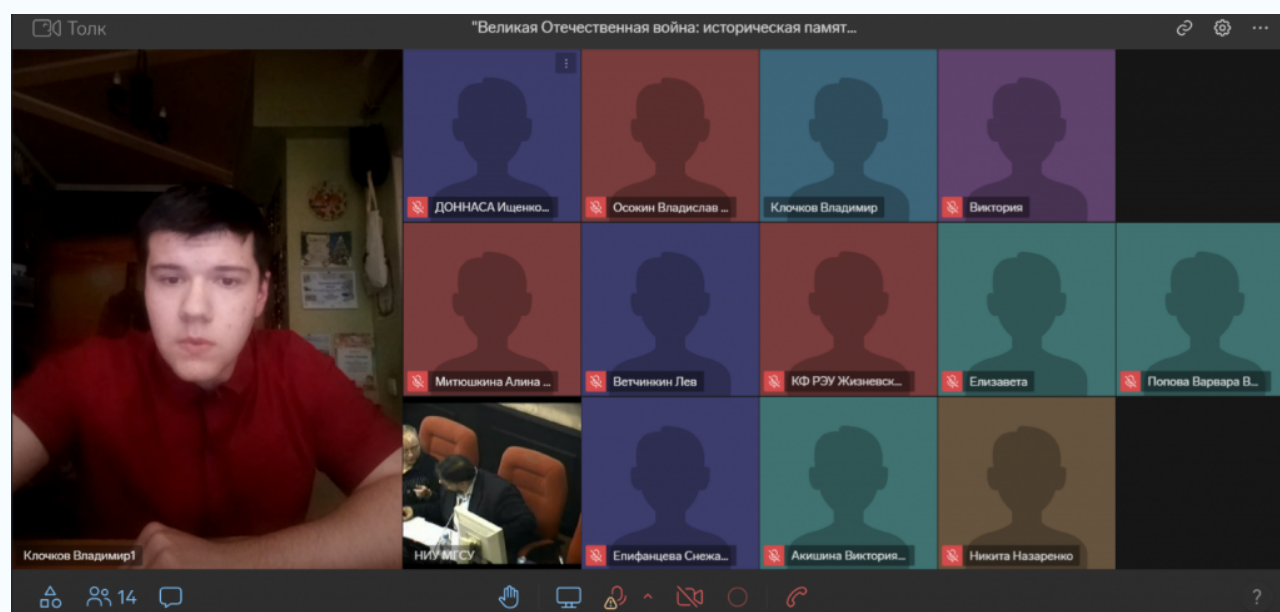 Толк
"Великая Отечественная война: историческая памят...
ДОННАСА Ищенко...
Осокин Владислав ...
Клочков Владимир
Виктория
Митюшкина Алина ...
Ветчинкин Лев
КФ РЭУ Жизневск...
Елизавета
Попова Варвара В...
Клочков Владимир1
НИУ МГСУ
Епифанцева Снежа...
Акишина Виктория...
Никита Назаренко
14
?